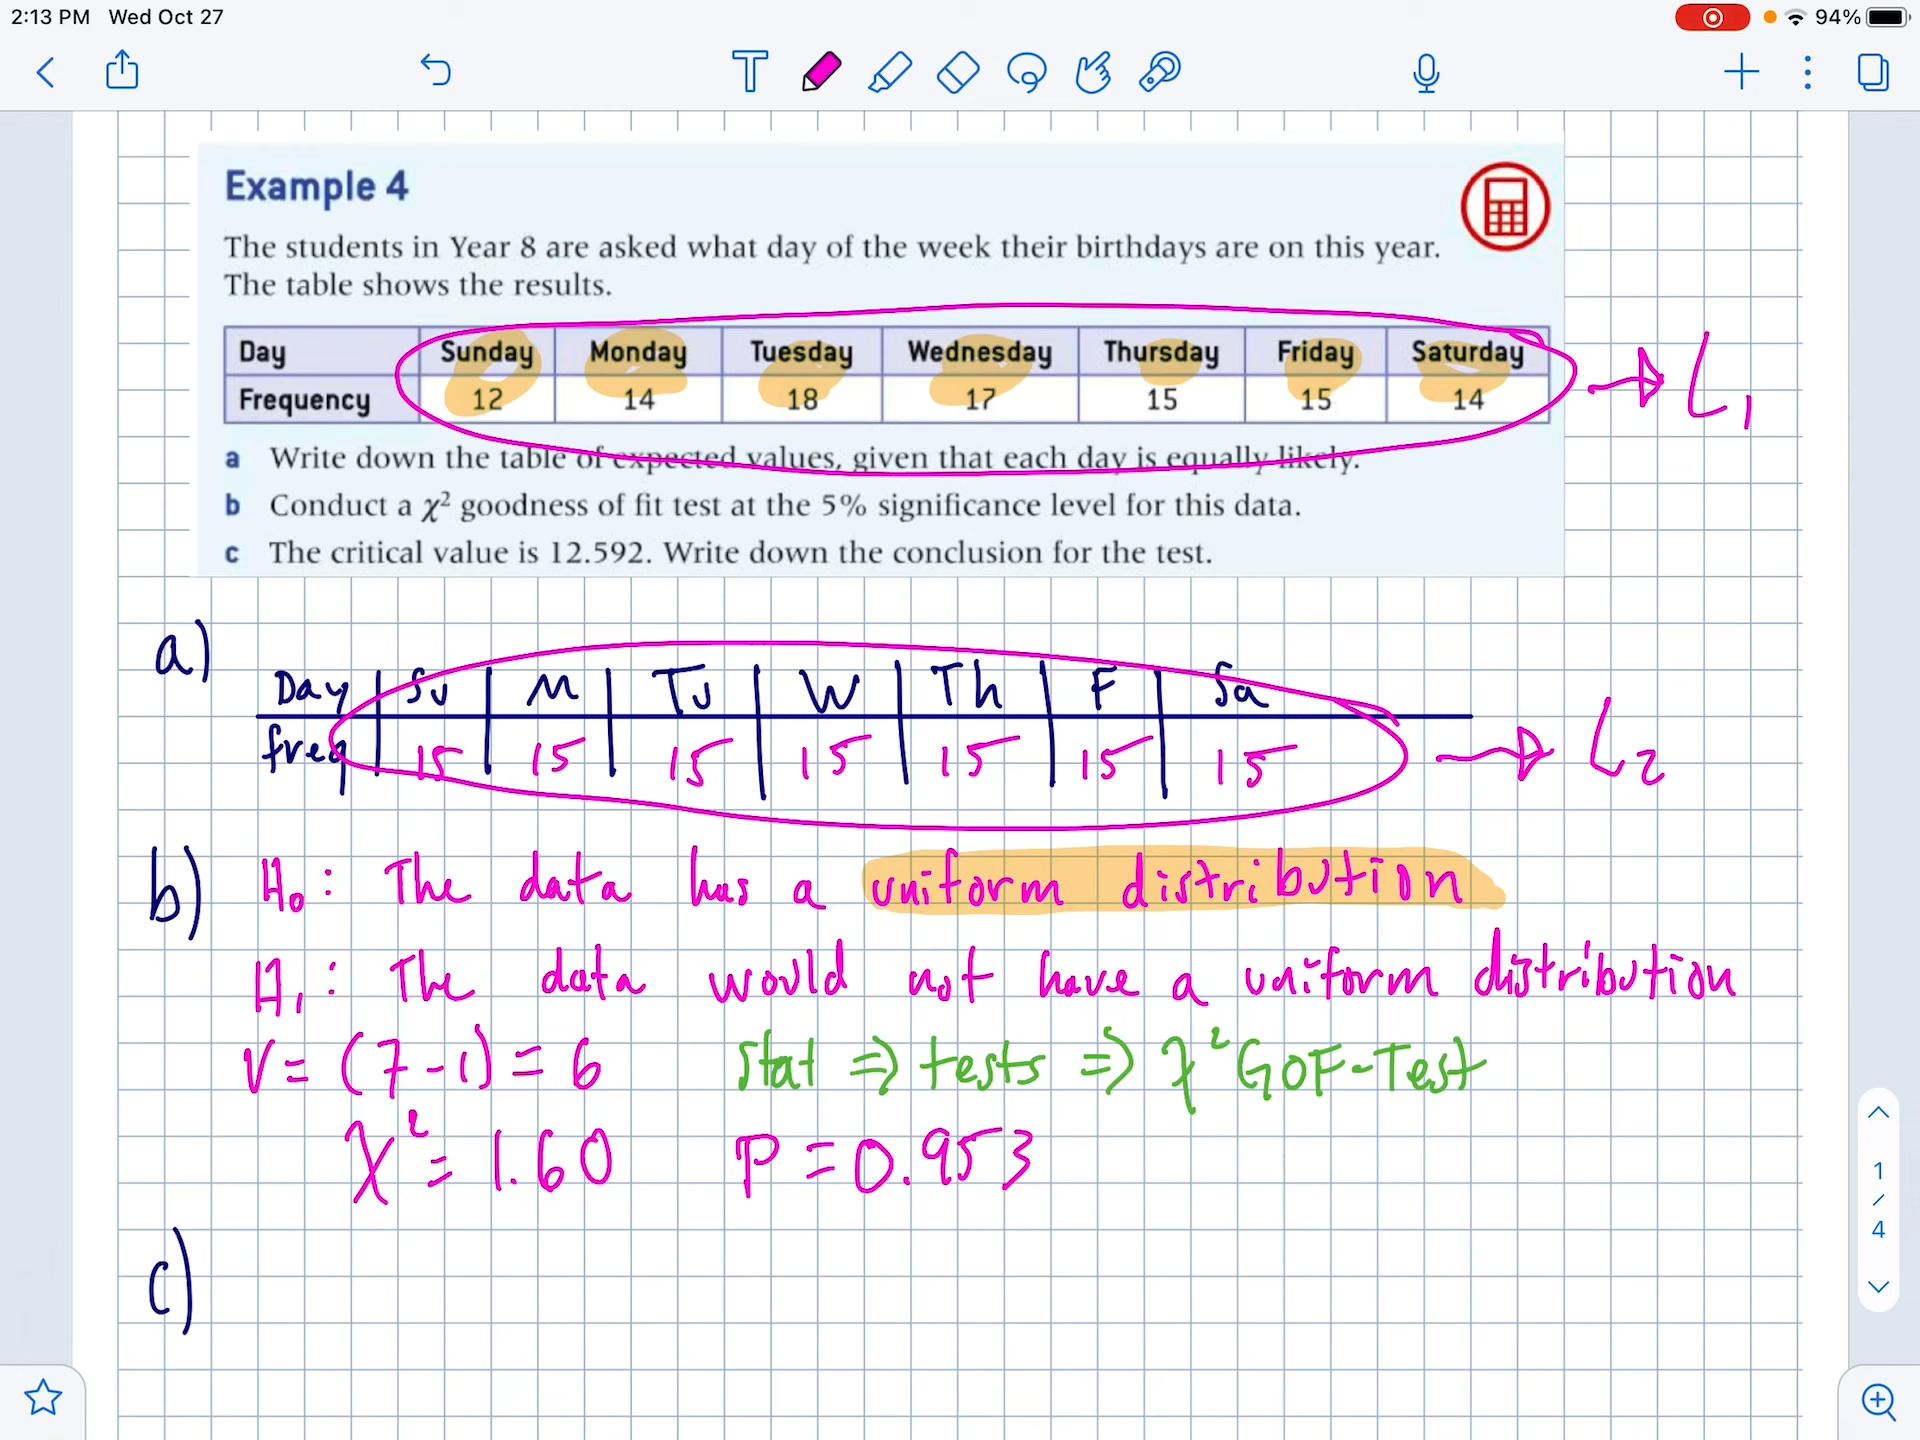 2:13 PM Wed Oct 27
94%
Example 4
The students in Year 8 are asked what day of the week their birthdays are on this year.
The table shows the results.
Day Sunday Monday Tuesday Wednesday Thursday Friday Saturday
Frequency 12 14 18 17 15 15 14
→ L₁
a Write down the table of expected values, given that each day is equally likely.
b Conduct a χ² goodness of fit test at the 5% significance level for this data.
c The critical value is 12.592. Write down the conclusion for the test.
a)
Day Su M Tu W Th F Sa
freq 15 15 15 15 15 15 15
→ L₂
b) H₀: The data has a uniform distribution
H₁: The data would not have a uniform distribution
V = (7-1) = 6 stat ⇒ tests ⇒ χ² GOF-Test
χ² = 1.60 P = 0.953
c)
1
/
4